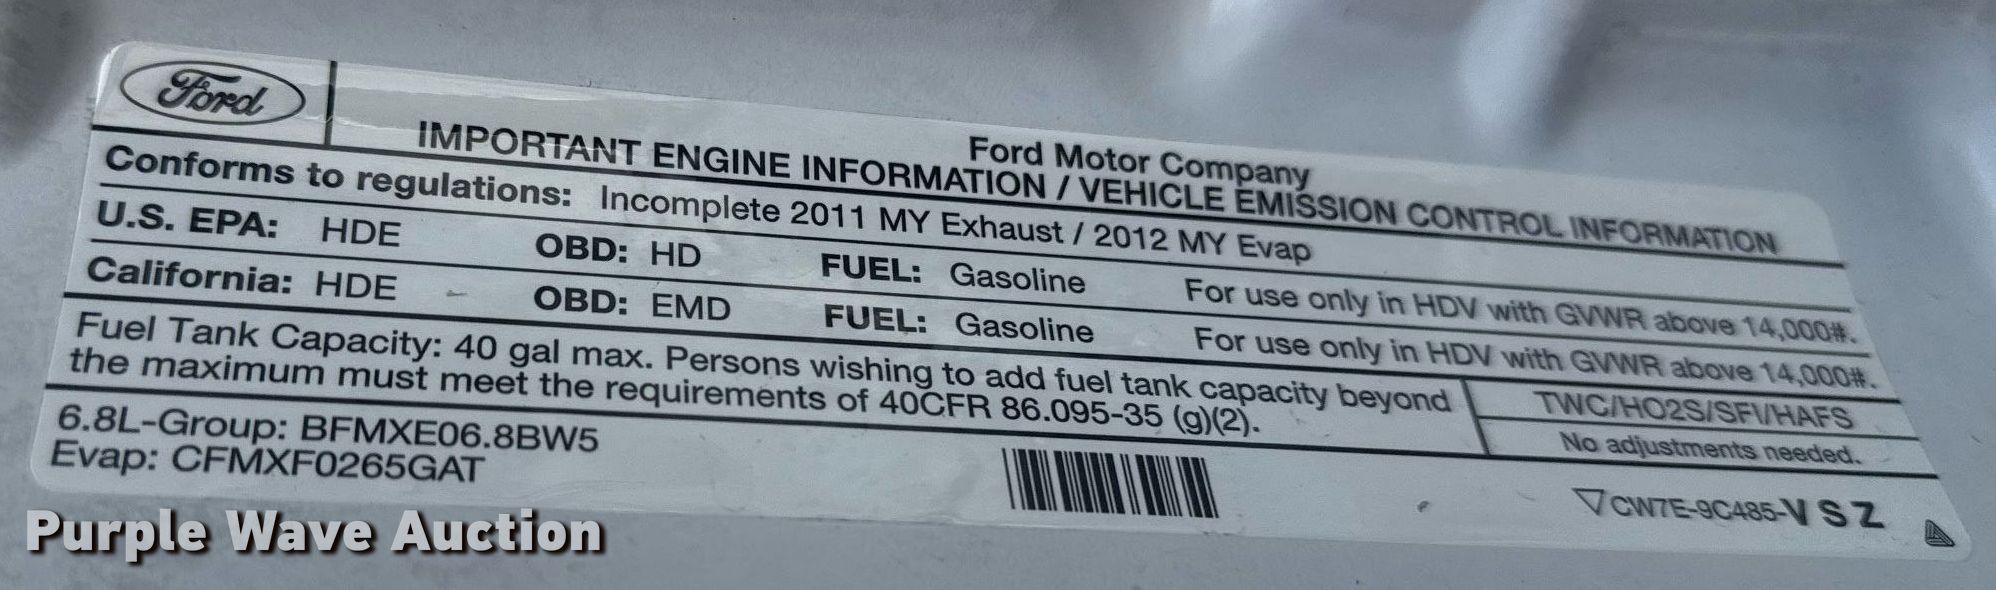 Ford
Ford Motor Company
IMPORTANT ENGINE INFORMATION / VEHICLE EMISSION CONTROL INFORMATION
Conforms to regulations: Incomplete 2011 MY Exhaust / 2012 MY Evap
U.S. EPA: HDE OBD: HD FUEL: Gasoline For use only in HDV with GVWR above 14,000#.
California: HDE OBD: EMD FUEL: Gasoline For use only in HDV with GVWR above 14,000#.
Fuel Tank Capacity: 40 gal max. Persons wishing to add fuel tank capacity beyond
the maximum must meet the requirements of 40CFR 86.095-35 (g)(2).
TWC/HO2S/SFI/HAFS
No adjustments needed.
6.8L-Group: BFMXE06.8BW5
Evap: CFMXF0265GAT
CW7E-9C485-V S Z
Purple Wave Auction